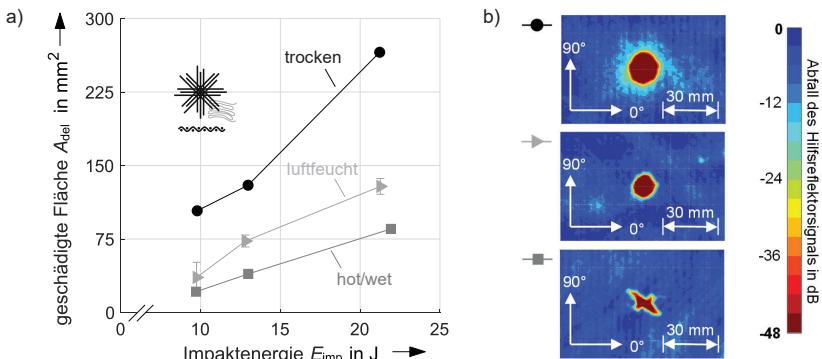 a)
geschädigte Fläche A_del in mm²
300
225
150
75
0
0
10
15
20
25
Impaktenergie E_imp in J
trocken
luftfeucht
hot/wet
b)
90°
0°
30 mm
90°
0°
30 mm
90°
0°
30 mm
0
-12
-24
-36
-48
Abfall des Hilfsreflektorsignals in dB